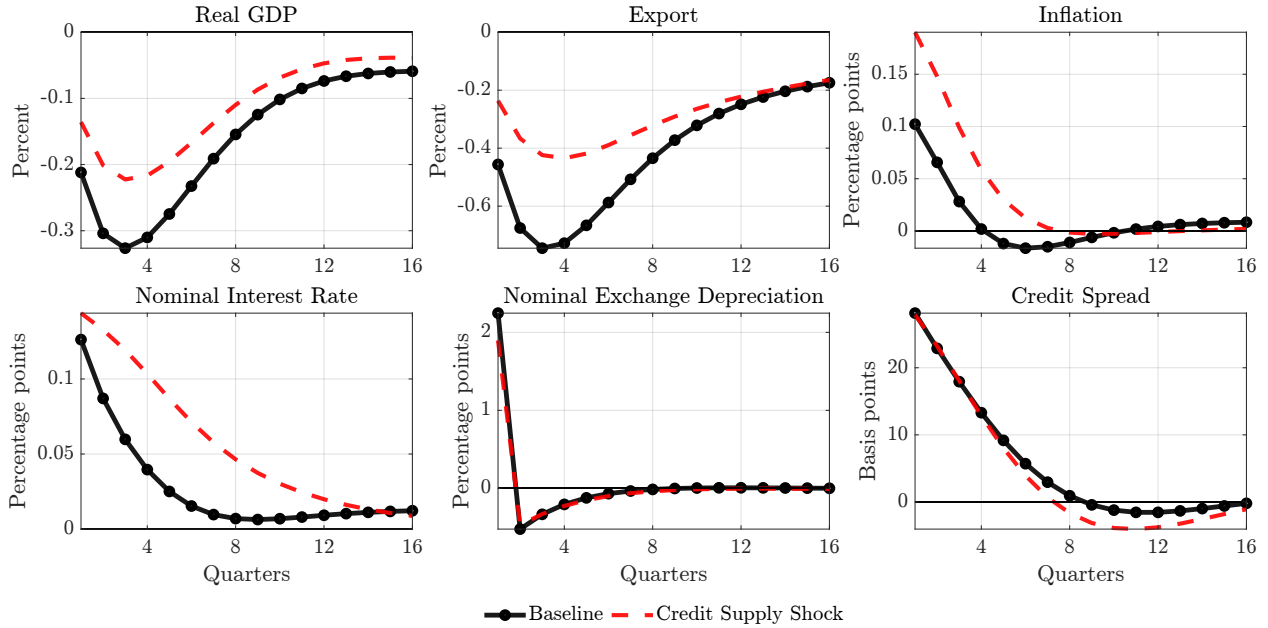 Real GDP
Export
Inflation
Percent
0
-0.1
-0.2
-0.3
4
8
12
16
Percent
0
-0.2
-0.4
-0.6
4
8
12
16
Percentage points
0.15
0.1
0.05
0
4
8
12
16
Nominal Interest Rate
Nominal Exchange Depreciation
Credit Spread
Percentage points
0.1
0.05
0
4
8
12
16
Quarters
Percentage points
2
1
0
4
8
12
16
Quarters
Basis points
20
10
0
4
8
12
16
Quarters
Baseline
Credit Supply Shock